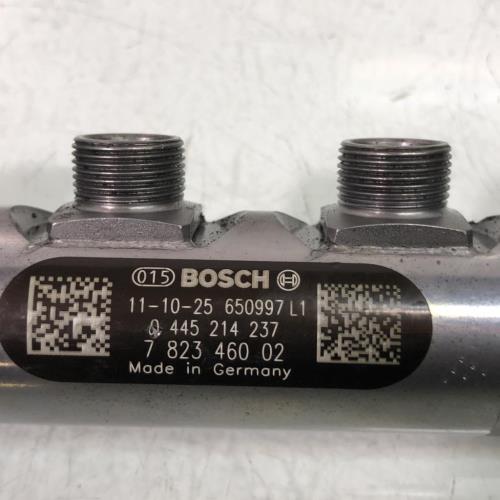 015 BOSCH
11-10-25 650997 L1
0 445 214 237
7 823 460 02
Made in Germany